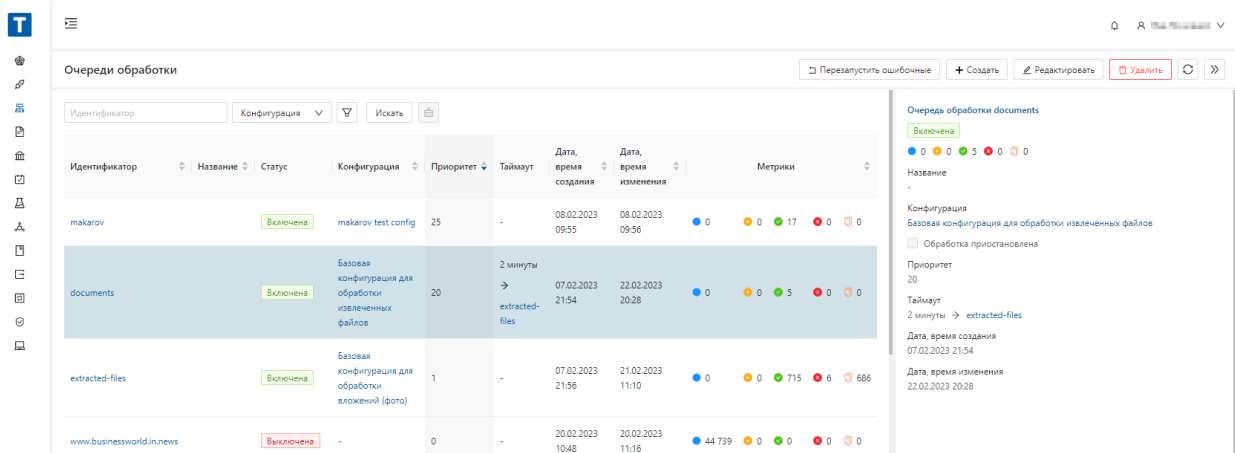 T
Очереди обработки
Перезапустить ошибочные
Создать
Редактировать
Удалить
Идентификатор
Конфигурация
Искать
Идентификатор Название Статус Конфигурация Приоритет Таймаут Дата, время создания Дата, время изменения Метрики
makarov Включена makarov test config 25 - 08.02.2023 09:55 08.02.2023 09:56 0 0 17 0 0
documents Включена Базовая конфигурация для обработки извлеченных файлов 20 2 минуты → extracted-files 07.02.2023 21:54 22.02.2023 20:28 0 0 5 0 0
extracted-files Включена Базовая конфигурация для обработки вложений (фото) 1 - 07.02.2023 21:56 21.02.2023 11:10 0 0 715 6 686
www.businessworld.in.news Выключена - 0 - 20.02.2023 10:48 20.02.2023 11:16 44 739 0 0 0 0
Очередь обработки documents
Включена
0 0 5 0 0
Название
-
Конфигурация
Базовая конфигурация для обработки извлеченных файлов
Обработка приостановлена
Приоритет
20
Таймаут
2 минуты → extracted-files
Дата, время создания
07.02.2023 21:54
Дата, время изменения
22.02.2023 20:28